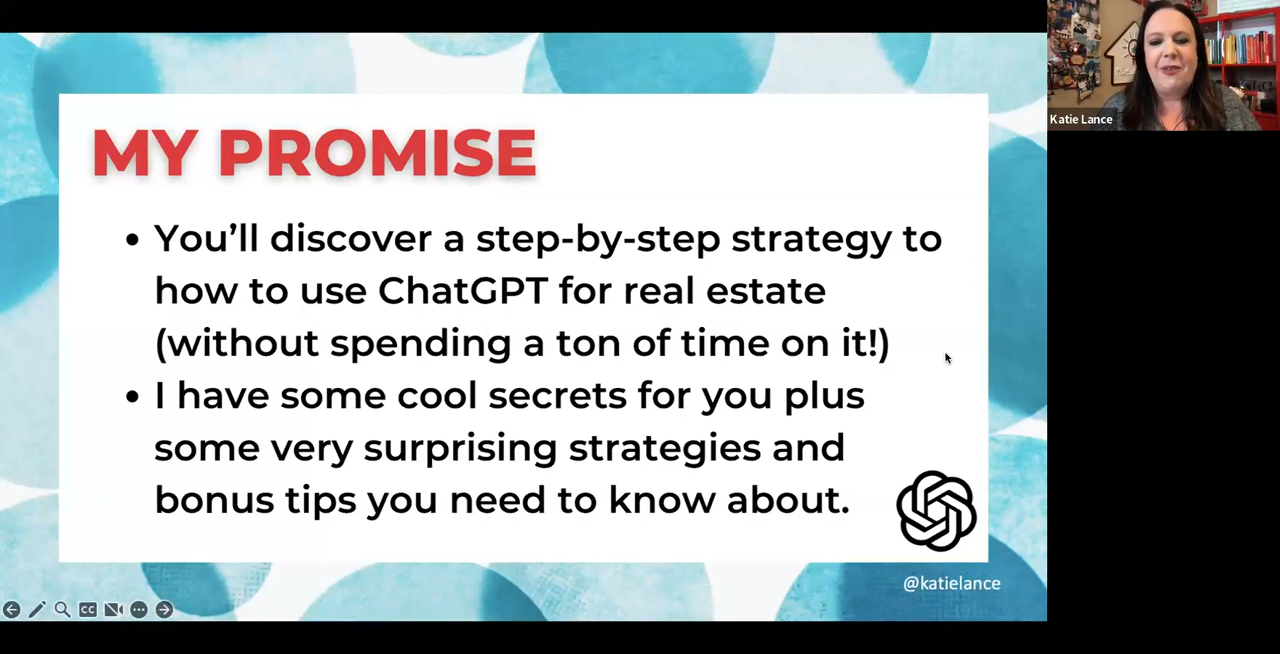 MY PROMISE
• You’ll discover a step-by-step strategy to
how to use ChatGPT for real estate
(without spending a ton of time on it!)
• I have some cool secrets for you plus
some very surprising strategies and
bonus tips you need to know about.
@katielance
CC
Katie Lance